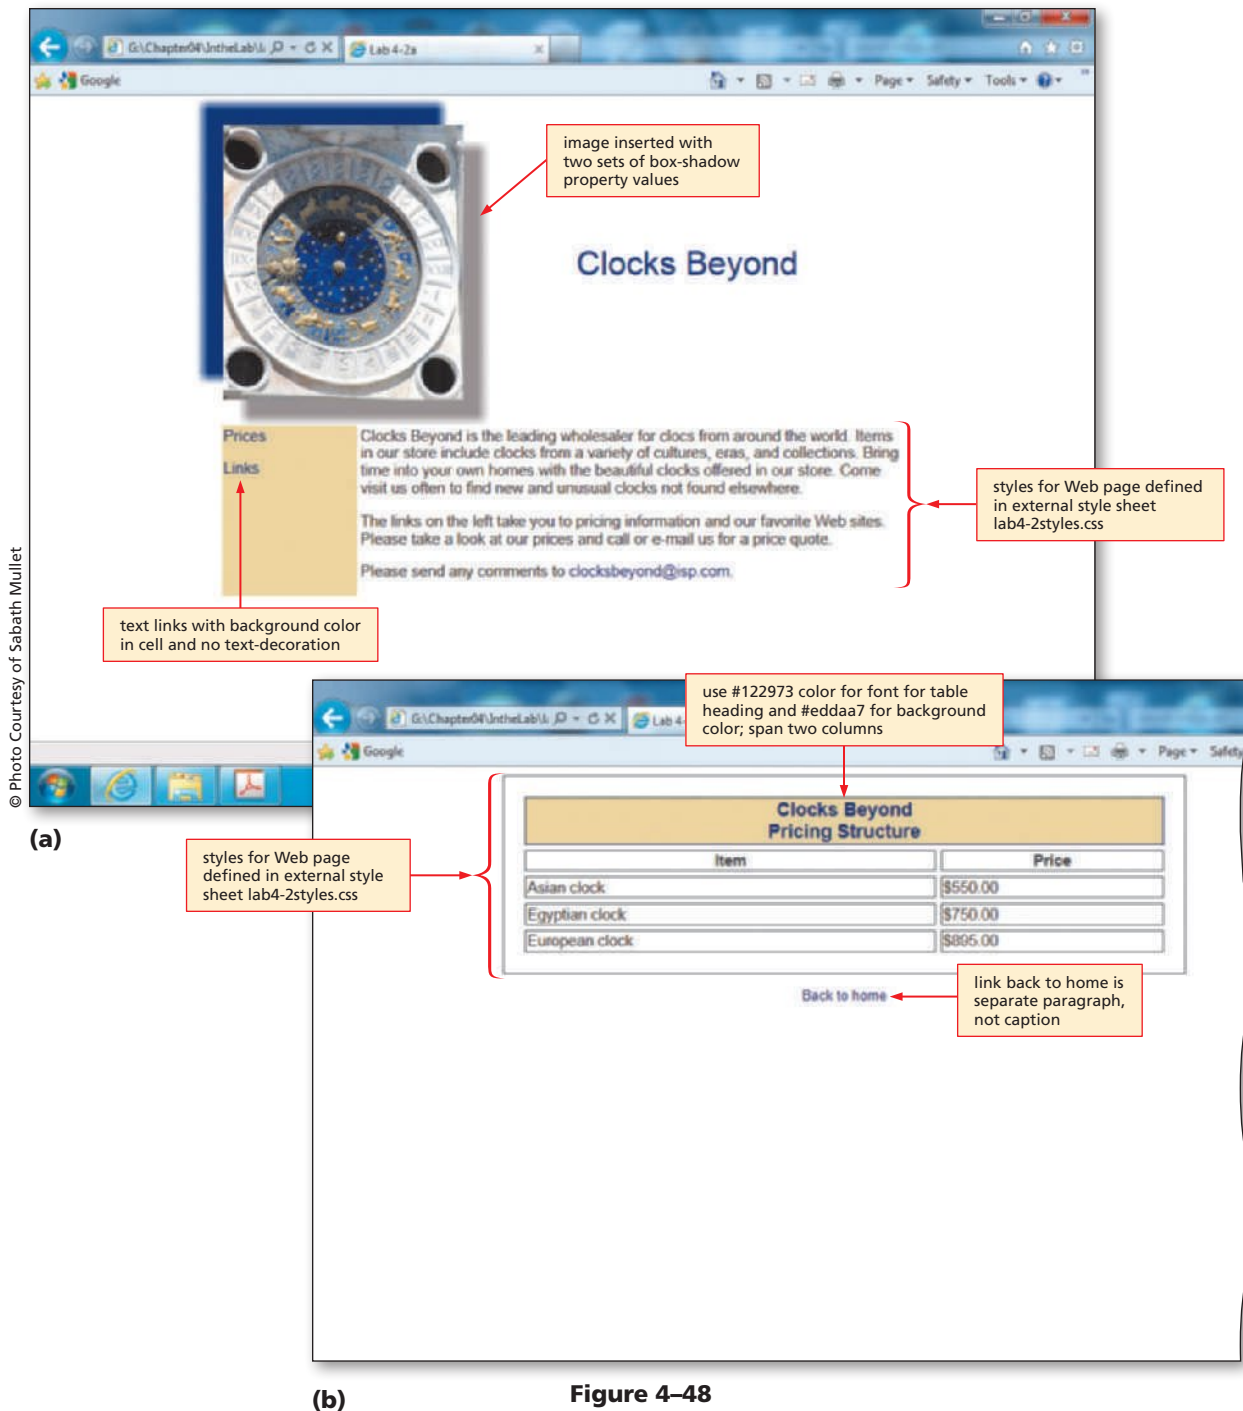 G:\Chapter04\IntheLab\L
Lab 4-2a
Google
Page
Safety
Tools
image inserted with
two sets of box-shadow
property values
Clocks Beyond
Prices
Links
Clocks Beyond is the leading wholesaler for clocs from around the world. Items
in our store include clocks from a variety of cultures, eras, and collections. Bring
time into your own homes with the beautiful clocks offered in our store. Come
visit us often to find new and unusual clocks not found elsewhere.
The links on the left take you to pricing information and our favorite Web sites.
Please take a look at our prices and call or e-mail us for a price quote.
Please send any comments to clocksbeyond@isp.com.
styles for Web page defined
in external style sheet
lab4-2styles.css
text links with background color
in cell and no text-decoration
© Photo Courtesy of Sabath Mullet
(a)
use #122973 color for font for table
heading and #eddaa7 for background
color; span two columns
G:\Chapter04\IntheLab\L
Lab 4-
Google
Page
Safety
Clocks Beyond
Pricing Structure
Item Price
Asian clock $550.00
Egyptian clock $750.00
European clock $895.00
styles for Web page
defined in external style
sheet lab4-2styles.css
Back to home
link back to home is
separate paragraph,
not caption
(b)
Figure 4–48